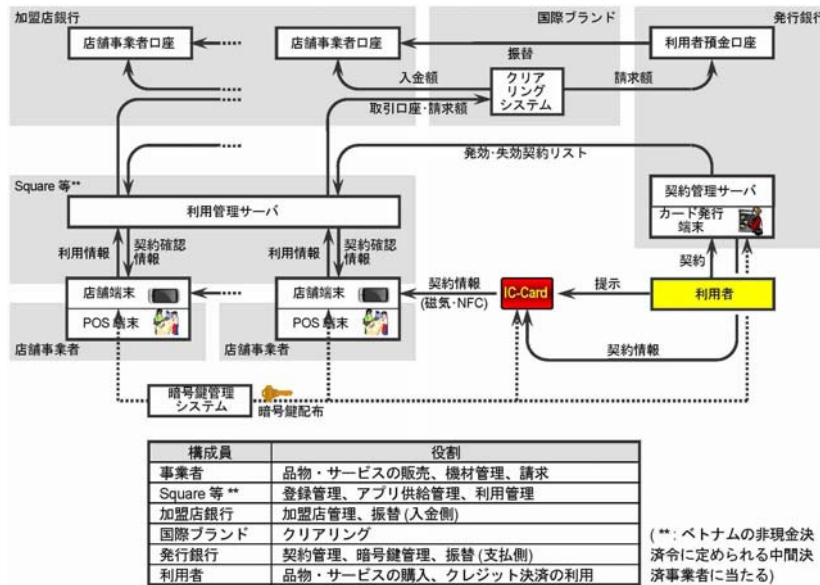 加盟店銀行
国際ブランド
発行銀行
店舗事業者口座
店舗事業者口座
利用者預金口座
振替
入金額
クリア
リング
システム
請求額
取引口座・請求額
発効・失効契約リスト
Square 等**
契約管理サーバ
カード発行
端末
利用管理サーバ
利用情報
契約確認
情報
利用情報
契約確認
情報
契約
店舗端末
店舗端末
契約情報
(磁気・NFC)
IC-Card
提示
利用者
POS 端末
POS 端末
店舗事業者
店舗事業者
契約情報
暗号鍵管理
システム
暗号鍵配布
構成員 役割
事業者 品物・サービスの販売、機材管理、請求
Square 等 ** 登録管理、アプリ供給管理、利用管理
加盟店銀行 加盟店管理、振替 (入金側)
国際ブランド クリアリング
発行銀行 契約管理、暗号鍵管理、振替 (支払側)
利用者 品物・サービスの購入、クレジット決済の利用
( ** : ベトナムの非現金決
済令に定められる中間決
済事業者に当たる)